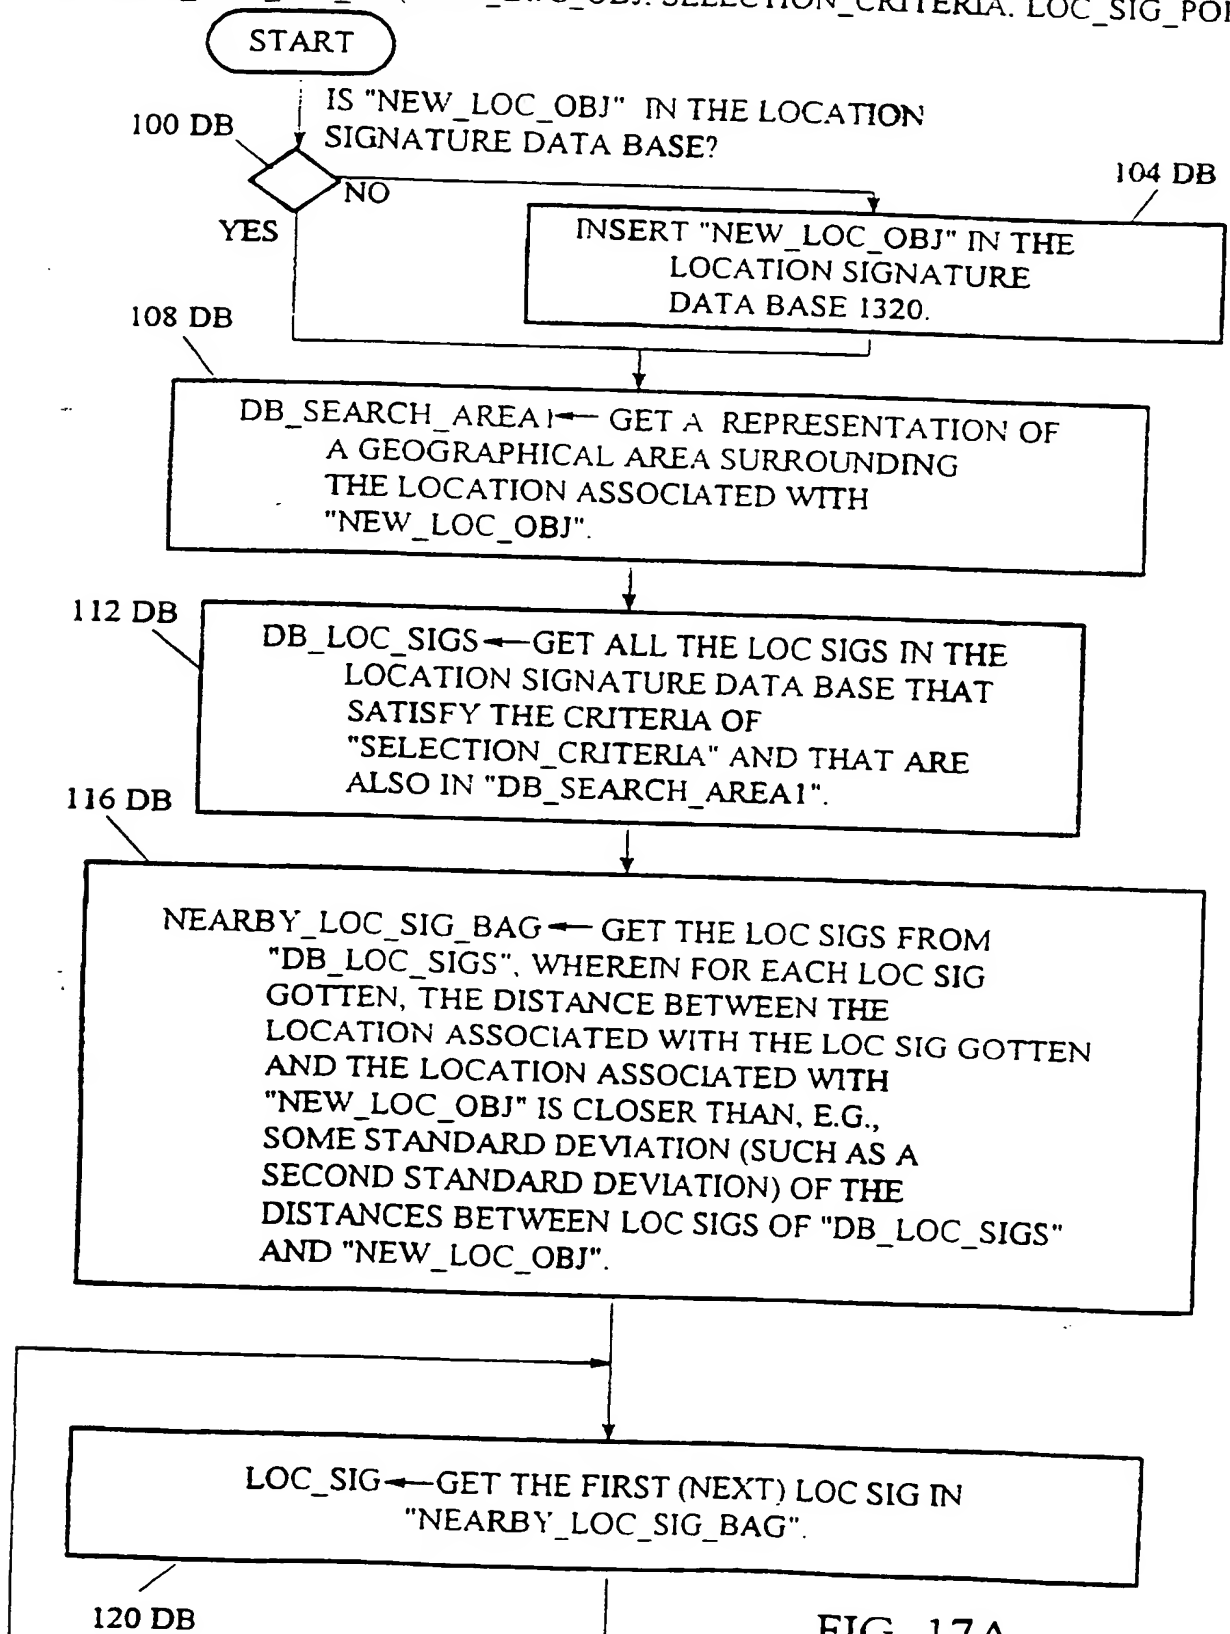 SELECTION_CRITERIA. LOC_SIG_POP
START
IS "NEW_LOC_OBJ" IN THE LOCATION
SIGNATURE DATA BASE?
100 DB
NO
YES
104 DB
INSERT "NEW_LOC_OBJ" IN THE
LOCATION SIGNATURE
DATA BASE 1320.
108 DB
DB_SEARCH_AREA1← GET A REPRESENTATION OF
A GEOGRAPHICAL AREA SURROUNDING
THE LOCATION ASSOCIATED WITH
"NEW_LOC_OBJ".
112 DB
DB_LOC_SIGS←GET ALL THE LOC SIGS IN THE
LOCATION SIGNATURE DATA BASE THAT
SATISFY THE CRITERIA OF
"SELECTION_CRITERIA" AND THAT ARE
ALSO IN "DB_SEARCH_AREA1".
116 DB
NEARBY_LOC_SIG_BAG← GET THE LOC SIGS FROM
"DB_LOC_SIGS", WHEREIN FOR EACH LOC SIG
GOTTEN, THE DISTANCE BETWEEN THE
LOCATION ASSOCIATED WITH THE LOC SIG GOTTEN
AND THE LOCATION ASSOCIATED WITH
"NEW_LOC_OBJ" IS CLOSER THAN, E.G.,
SOME STANDARD DEVIATION (SUCH AS A
SECOND STANDARD DEVIATION) OF THE
DISTANCES BETWEEN LOC SIGS OF "DB_LOC_SIGS"
AND "NEW_LOC_OBJ".
LOC_SIG←GET THE FIRST (NEXT) LOC SIG IN
"NEARBY_LOC_SIG_BAG".
120 DB
FIG. 17A